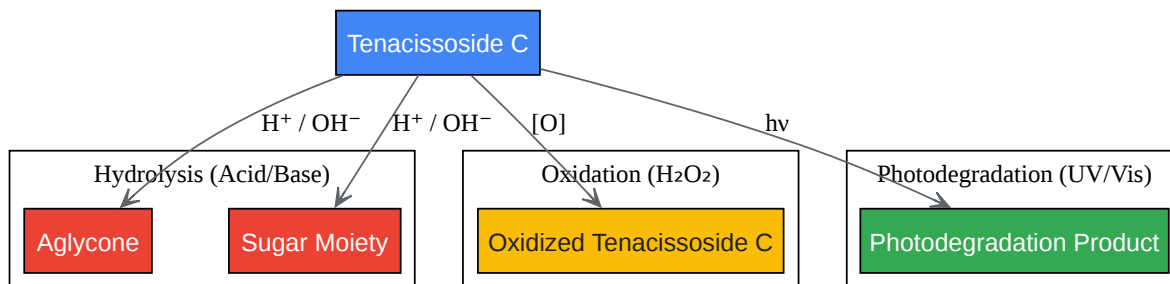 Tenacissoside C
H⁺ / OH⁻
H⁺ / OH⁻
[O]
hν
Hydrolysis (Acid/Base)
Oxidation (H₂O₂)
Photodegradation (UV/Vis)
Aglycone
Sugar Moiety
Oxidized Tenacissoside C
Photodegradation Product